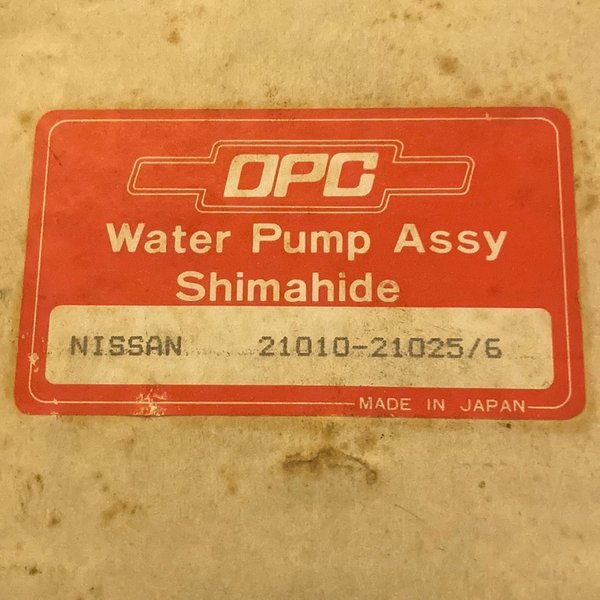 OPC
Water Pump Assy
Shimahide
NISSAN 21010-21025/6
MADE IN JAPAN